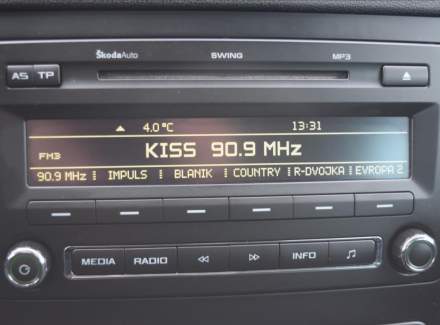 ŠkodaAuto SWING MP3
AS TP
4.0°C 13:31
FM3 KISS 90.9 MHz
90.9 MHz IMPULS BLANIK COUNTRY R-DVOJKA EVROPA 2
MEDIA RADIO INFO